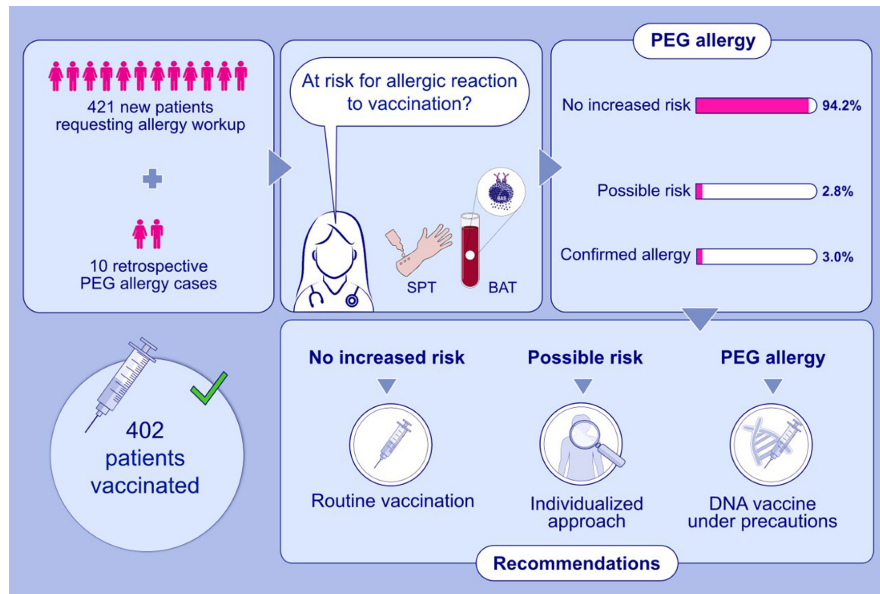 421 new patients
requesting allergy workup
10 retrospective
PEG allergy cases
At risk for allergic reaction
to vaccination?
BAS
SPT
BAT
PEG allergy
No increased risk
94.2%
Possible risk
2.8%
Confirmed allergy
3.0%
402
patients
vaccinated
No increased risk
Routine vaccination
Possible risk
Individualized
approach
PEG allergy
DNA vaccine
under precautions
Recommendations